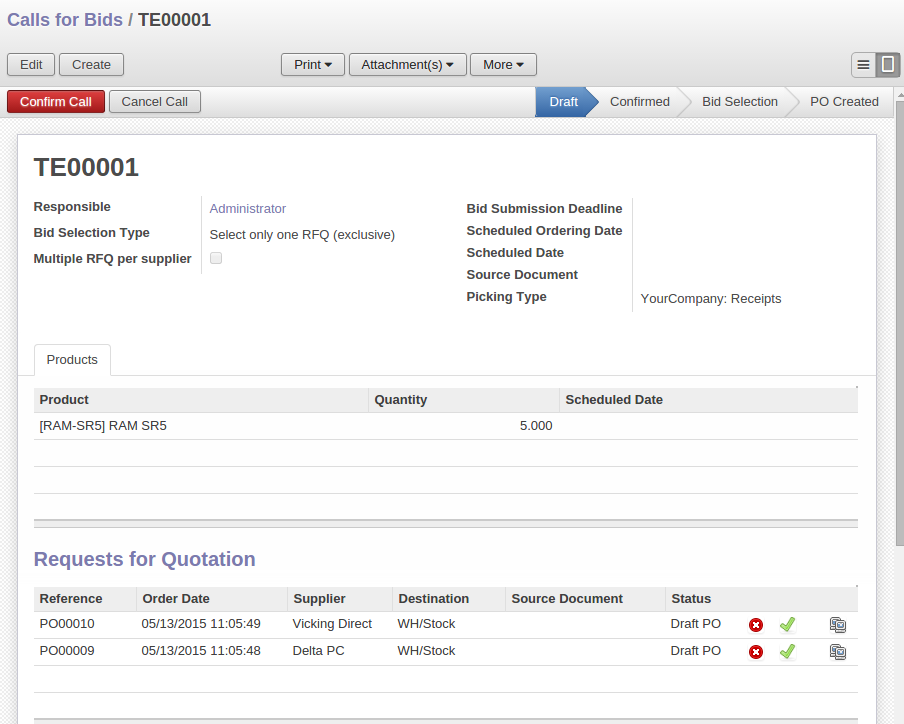 Calls for Bids / TE00001
Edit Create Print Attachment(s) More
Confirm Call Cancel Call Draft Confirmed Bid Selection PO Created
TE00001
Responsible Administrator
Bid Selection Type Select only one RFQ (exclusive)
Multiple RFQ per supplier
Bid Submission Deadline
Scheduled Ordering Date
Scheduled Date
Source Document
Picking Type YourCompany: Receipts
Products
Product Quantity Scheduled Date
[RAM-SR5] RAM SR5 5.000
Requests for Quotation
Reference Order Date Supplier Destination Source Document Status
PO00010 05/13/2015 11:05:49 Vicking Direct WH/Stock Draft PO
PO00009 05/13/2015 11:05:48 Delta PC WH/Stock Draft PO